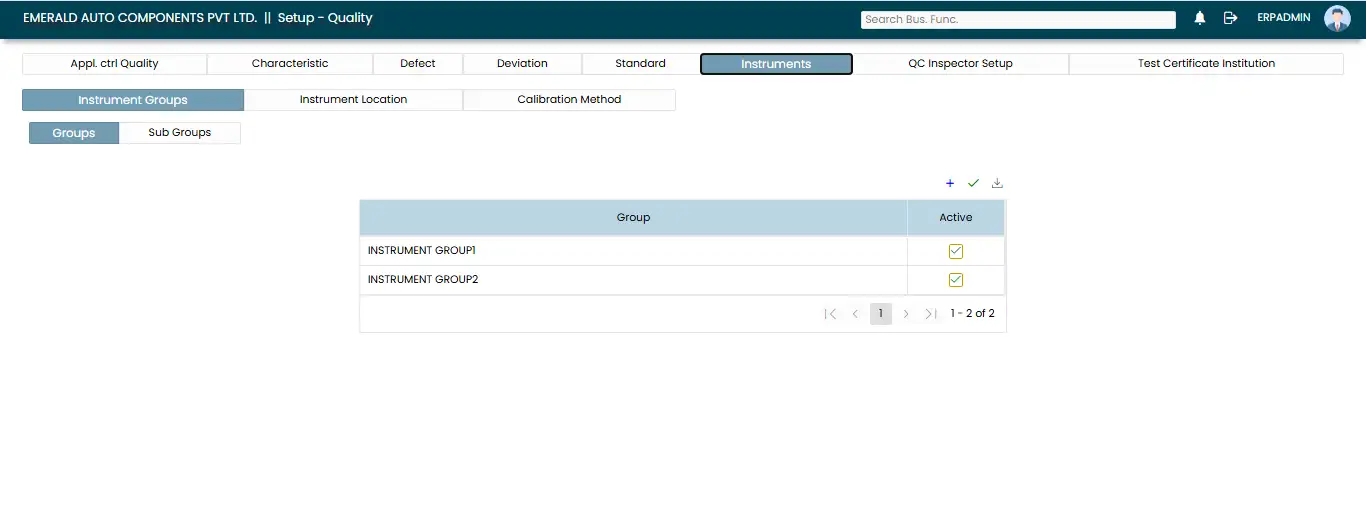 EMERALD AUTO COMPONENTS PVT LTD. || Setup - Quality
Search Bus. Func.
ERPADMIN
Appl. ctrl Quality
Characteristic
Defect
Deviation
Standard
Instruments
QC Inspector Setup
Test Certificate Institution
Instrument Groups
Instrument Location
Calibration Method
Groups
Sub Groups
Group
Active
INSTRUMENT GROUP1
INSTRUMENT GROUP2
1
1 - 2 of 2